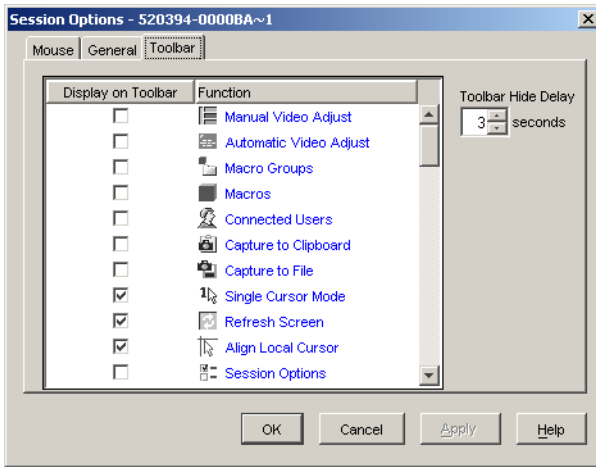 Session Options - 520394-0000BA~1
Mouse General Toolbar
Display on Toolbar Function
Manual Video Adjust
Automatic Video Adjust
Macro Groups
Macros
Connected Users
Capture to Clipboard
Capture to File
Single Cursor Mode
Refresh Screen
Align Local Cursor
Session Options
Toolbar Hide Delay
3 seconds
OK Cancel Apply Help